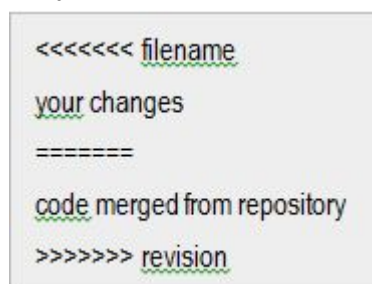 <<<<<<< filename
your changes
=======
code merged from repository
>>>>>>> revision